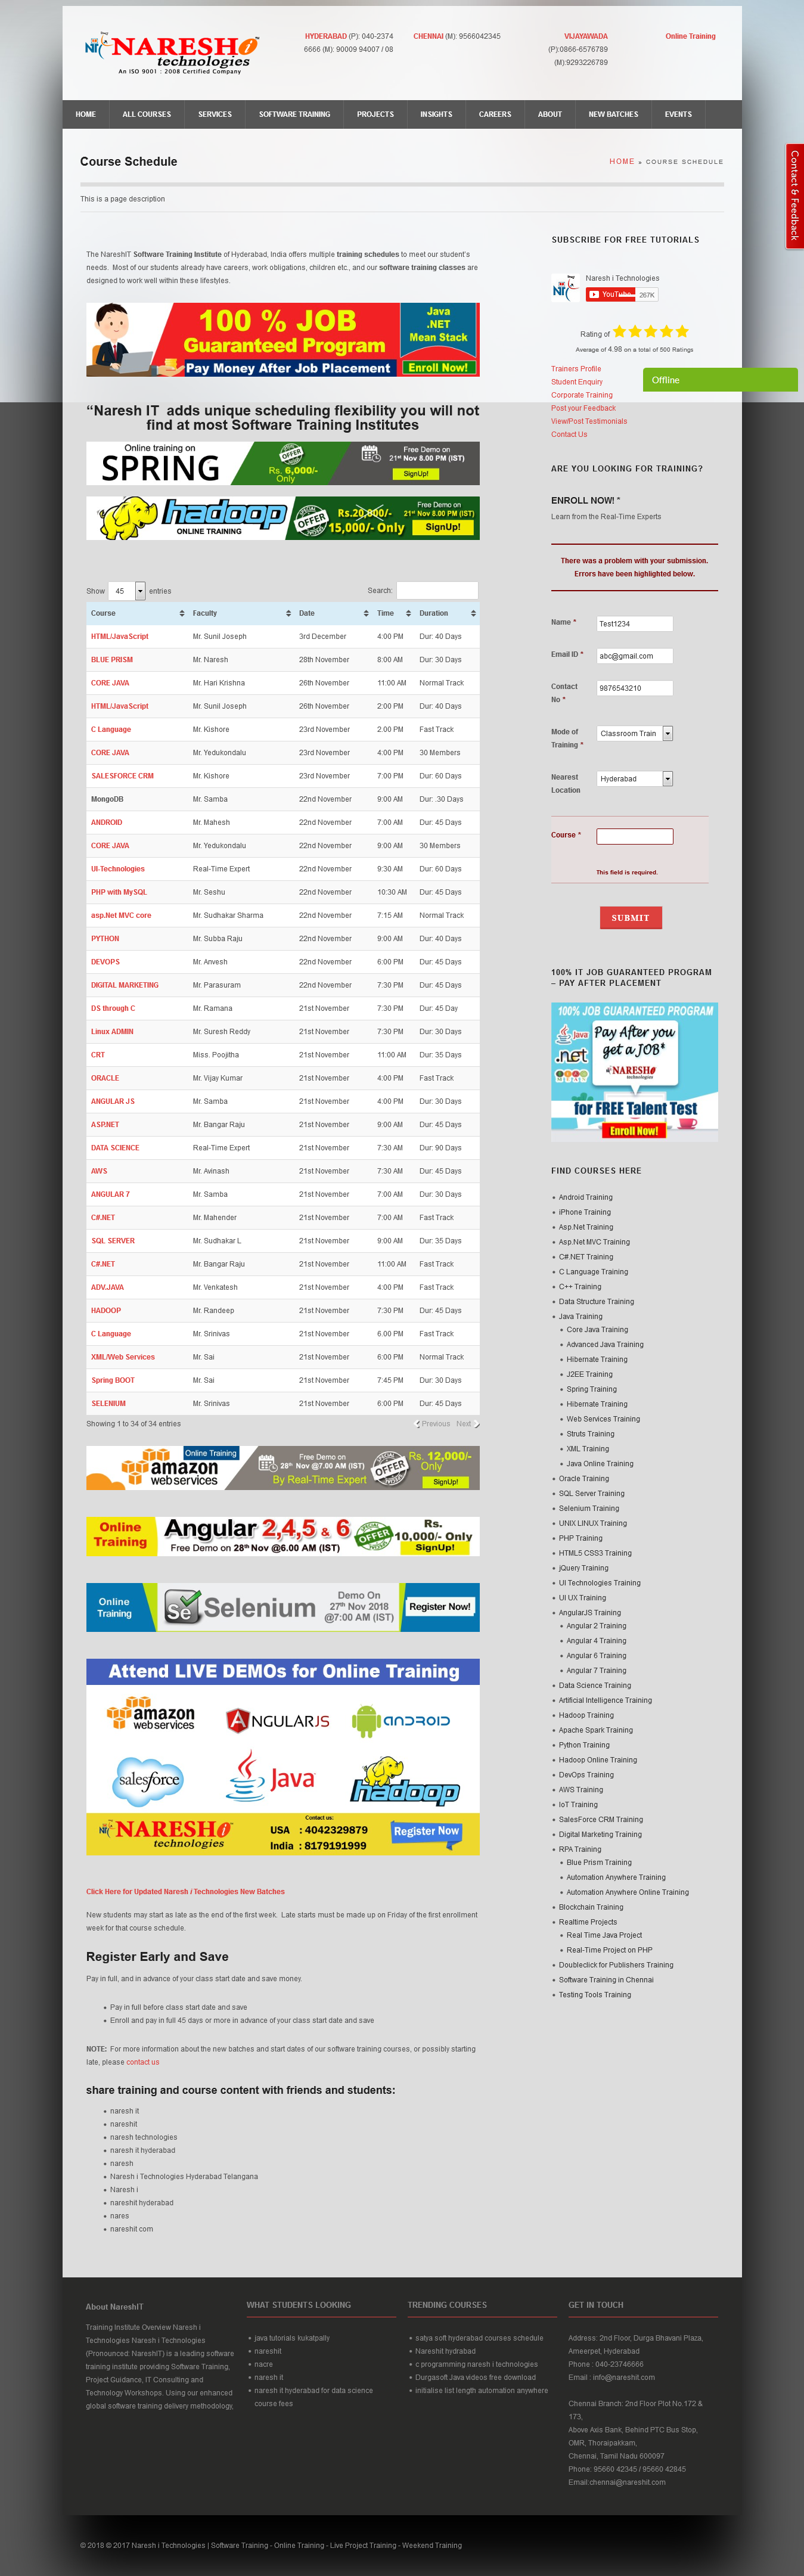 NARESH i
technologies
An ISO 9001 : 2008 Certified Company
HYDERABAD (P): 040-2374
6666 (M): 90009 94007 / 08
CHENNAI (M): 9566042345
VIJAYAWADA
(P):0866-6576789
(M):9293226789
Online Training
HOME ALL COURSES SERVICES SOFTWARE TRAINING PROJECTS INSIGHTS CAREERS ABOUT NEW BATCHES EVENTS
Contact & Feedback
Course Schedule
HOME » COURSE SCHEDULE
This is a page description
The NareshIT Software Training Institute of Hyderabad, India offers multiple training schedules to meet our student's
needs. Most of our students already have careers, work obligations, children etc., and our software training classes are
designed to work well within these lifestyles.
100 % JOB
Guaranteed Program
Pay Money After Job Placement
Java
.NET
Mean Stack
Enroll Now!
“Naresh IT adds unique scheduling flexibility you will not
find at most Software Training Institutes
Online training on
SPRING
SPECIAL OFFER
Rs. 6,000/-
Only
Free Demo on
21st Nov 8.00 PM (IST)
SignUp!
hadoop
ONLINE TRAINING
SPECIAL OFFER
Rs.20,000/-
15,000/- Only
Free Demo on
21st Nov 8.00 PM (IST)
SignUp!
Show 45 entries
Search:
Course Faculty Date Time Duration
HTML/JavaScript Mr. Sunil Joseph 3rd December 4:00 PM Dur: 40 Days
BLUE PRISM Mr. Naresh 28th November 8:00 AM Dur: 30 Days
CORE JAVA Mr. Hari Krishna 26th November 11:00 AM Normal Track
HTML/JavaScript Mr. Sunil Joseph 26th November 2:00 PM Dur: 40 Days
C Language Mr. Kishore 23rd November 2.00 PM Fast Track
CORE JAVA Mr. Yedukondalu 23rd November 4:00 PM 30 Members
SALESFORCE CRM Mr. Kishore 23rd November 7:00 PM Dur: 60 Days
MongoDB Mr. Samba 22nd November 9:00 AM Dur: .30 Days
ANDROID Mr. Mahesh 22nd November 7:00 AM Dur: 45 Days
CORE JAVA Mr. Yedukondalu 22nd November 9:00 AM 30 Members
UI-Technologies Real-Time Expert 22nd November 9:30 AM Dur: 60 Days
PHP with MySQL Mr. Seshu 22nd November 10:30 AM Dur: 45 Days
asp.Net MVC core Mr. Sudhakar Sharma 22nd November 7:15 AM Normal Track
PYTHON Mr. Subba Raju 22nd November 9:00 AM Dur: 40 Days
DEVOPS Mr. Anvesh 22nd November 6:00 PM Dur: 45 Days
DIGITAL MARKETING Mr. Parasuram 22nd November 7:30 PM Dur: 45 Days
DS through C Mr. Ramana 21st November 7:30 PM Dur: 45 Day
Linux ADMIN Mr. Suresh Reddy 21st November 7:30 PM Dur: 30 Days
CRT Miss. Poojitha 21st November 11:00 AM Dur: 35 Days
ORACLE Mr. Vijay Kumar 21st November 4:00 PM Fast Track
ANGULAR JS Mr. Samba 21st November 4:00 PM Dur: 30 Days
ASP.NET Mr. Bangar Raju 21st November 9:00 AM Dur: 45 Days
DATA SCIENCE Real-Time Expert 21st November 7:30 AM Dur: 90 Days
AWS Mr. Avinash 21st November 7:30 AM Dur: 45 Days
ANGULAR 7 Mr. Samba 21st November 7:00 AM Dur: 30 Days
C#.NET Mr. Mahender 21st November 7:00 AM Fast Track
SQL SERVER Mr. Sudhakar L 21st November 9:00 AM Dur: 35 Days
C#.NET Mr. Bangar Raju 21st November 11:00 AM Fast Track
ADV.JAVA Mr. Venkatesh 21st November 4:00 PM Fast Track
HADOOP Mr. Randeep 21st November 7:30 PM Dur: 45 Days
C Language Mr. Srinivas 21st November 6.00 PM Fast Track
XML/Web Services Mr. Sai 21st November 6:00 PM Normal Track
Spring BOOT Mr. Sai 21st November 7:45 PM Dur: 30 Days
SELENIUM Mr. Srinivas 21st November 6:00 PM Dur: 45 Days
Showing 1 to 34 of 34 entries
Previous Next
amazon
web services
Online Training
Free Demo on
28th Nov @7.00 AM (IST)
By Real-Time Expert
SPECIAL OFFER
Rs. 12,000/-
Only
SignUp!
Online
Training
Angular 2,4,5 & 6
Free Demo on 28th Nov @6.00 AM (IST)
SPECIAL OFFER
Rs.
10,000/- Only
SignUp!
Online
Training
Se Selenium
Demo On
27th Nov 2018
@7:00 AM (IST)
Register Now!
Attend LIVE DEMOs for Online Training
amazon
web services
ANGULARJS
ANDROID
salesforce
Java
hadoop
NARESH i
technologies
Contact us:
USA : 4042329879
India : 8179191999
Register Now
Click Here for Updated Naresh i Technologies New Batches
New students may start as late as the end of the first week. Late starts must be made up on Friday of the first enrollment
week for that course schedule.
Register Early and Save
Pay in full, and in advance of your class start date and save money.
Pay in full before class start date and save
Enroll and pay in full 45 days or more in advance of your class start date and save
NOTE: For more information about the new batches and start dates of our software training courses, or possibly starting
late, please contact us
share training and course content with friends and students:
naresh it
nareshit
naresh technologies
naresh it hyderabad
naresh
Naresh i Technologies Hyderabad Telangana
Naresh i
nareshit hyderabad
nares
nareshit com
SUBSCRIBE FOR FREE TUTORIALS
Naresh i Technologies
YouTube 267K
Rating of
Average of 4.98 on a total of 500 Ratings
Trainers Profile
Student Enquiry
Corporate Training
Post your Feedback
View/Post Testimonials
Contact Us
Offline
ARE YOU LOOKING FOR TRAINING?
ENROLL NOW! *
Learn from the Real-Time Experts
There was a problem with your submission.
Errors have been highlighted below.
Name * Test1234
Email ID * abc@gmail.com
Contact
No * 9876543210
Mode of
Training * Classroom Train
Nearest
Location Hyderabad
Course *
This field is required.
SUBMIT
100% IT JOB GUARANTEED PROGRAM
– PAY AFTER PLACEMENT
100% JOB GUARANTEED PROGRAM
Java
.net
Pay After you
get a JOB*
NARESH i
technologies
for FREE Talent Test
Enroll Now!
FIND COURSES HERE
Android Training
iPhone Training
Asp.Net Training
Asp.Net MVC Training
C#.NET Training
C Language Training
C++ Training
Data Structure Training
Java Training
Core Java Training
Advanced Java Training
Hibernate Training
J2EE Training
Spring Training
Hibernate Training
Web Services Training
Struts Training
XML Training
Java Online Training
Oracle Training
SQL Server Training
Selenium Training
UNIX LINUX Training
PHP Training
HTML5 CSS3 Training
jQuery Training
UI Technologies Training
UI UX Training
AngularJS Training
Angular 2 Training
Angular 4 Training
Angular 6 Training
Angular 7 Training
Data Science Training
Artificial Intelligence Training
Hadoop Training
Apache Spark Training
Python Training
Hadoop Online Training
DevOps Training
AWS Training
IoT Training
SalesForce CRM Training
Digital Marketing Training
RPA Training
Blue Prism Training
Automation Anywhere Training
Automation Anywhere Online Training
Blockchain Training
Realtime Projects
Real Time Java Project
Real-Time Project on PHP
Doubleclick for Publishers Training
Software Training in Chennai
Testing Tools Training
About NareshIT
Training Institute Overview Naresh i
Technologies Naresh i Technologies
(Pronounced: NareshIT) is a leading software
training institute providing Software Training,
Project Guidance, IT Consulting and
Technology Workshops. Using our enhanced
global software training delivery methodology,
WHAT STUDENTS LOOKING
java tutorials kukatpally
nareshit
nacre
naresh it
naresh it hyderabad for data science
course fees
TRENDING COURSES
satya soft hyderabad courses schedule
Nareshit hydrabad
c programming naresh i technologies
Durgasoft Java videos free download
initialise list length automation anywhere
GET IN TOUCH
Address: 2nd Floor, Durga Bhavani Plaza,
Ameerpet, Hyderabad
Phone : 040-23746666
Email : info@nareshit.com
Chennai Branch: 2nd Floor Plot No.172 &
173,
Above Axis Bank, Behind PTC Bus Stop,
OMR, Thoraipakkam,
Chennai, Tamil Nadu 600097
Phone: 95660 42345 / 95660 42845
Email:chennai@nareshit.com
© 2018 © 2017 Naresh i Technologies | Software Training - Online Training - Live Project Training - Weekend Training